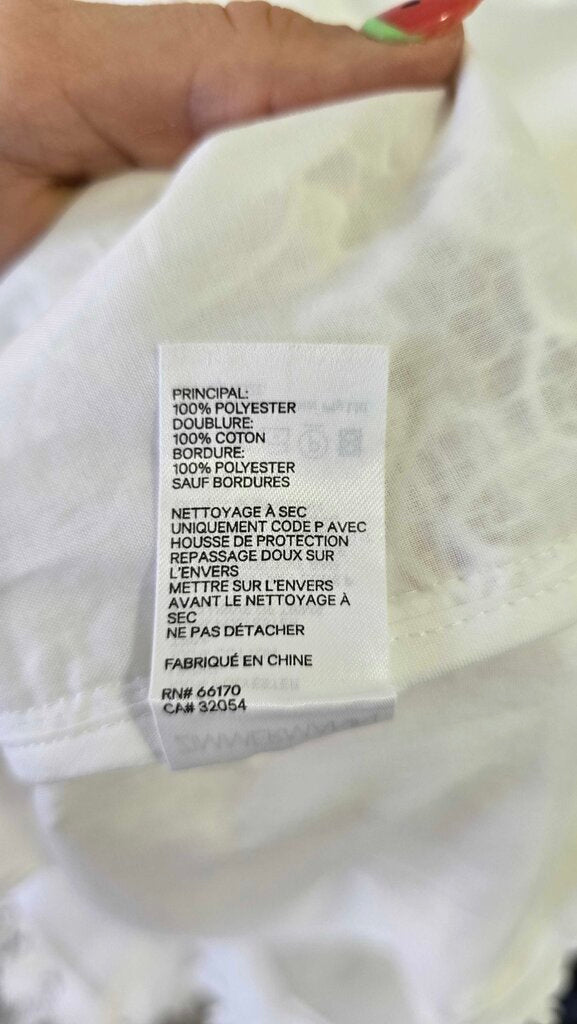 PRINCIPAL:
100% POLYESTER
DOUBLURE:
100% COTON
BORDURE:
100% POLYESTER
SAUF BORDURES
NETTOYAGE À SEC
UNIQUEMENT CODE P AVEC
HOUSSE DE PROTECTION
REPASSAGE DOUX SUR
L'ENVERS
METTRE SUR L'ENVERS
AVANT LE NETTOYAGE À
SEC
NE PAS DÉTACHER
FABRIQUÉ EN CHINE
RN# 66170
CA# 32054